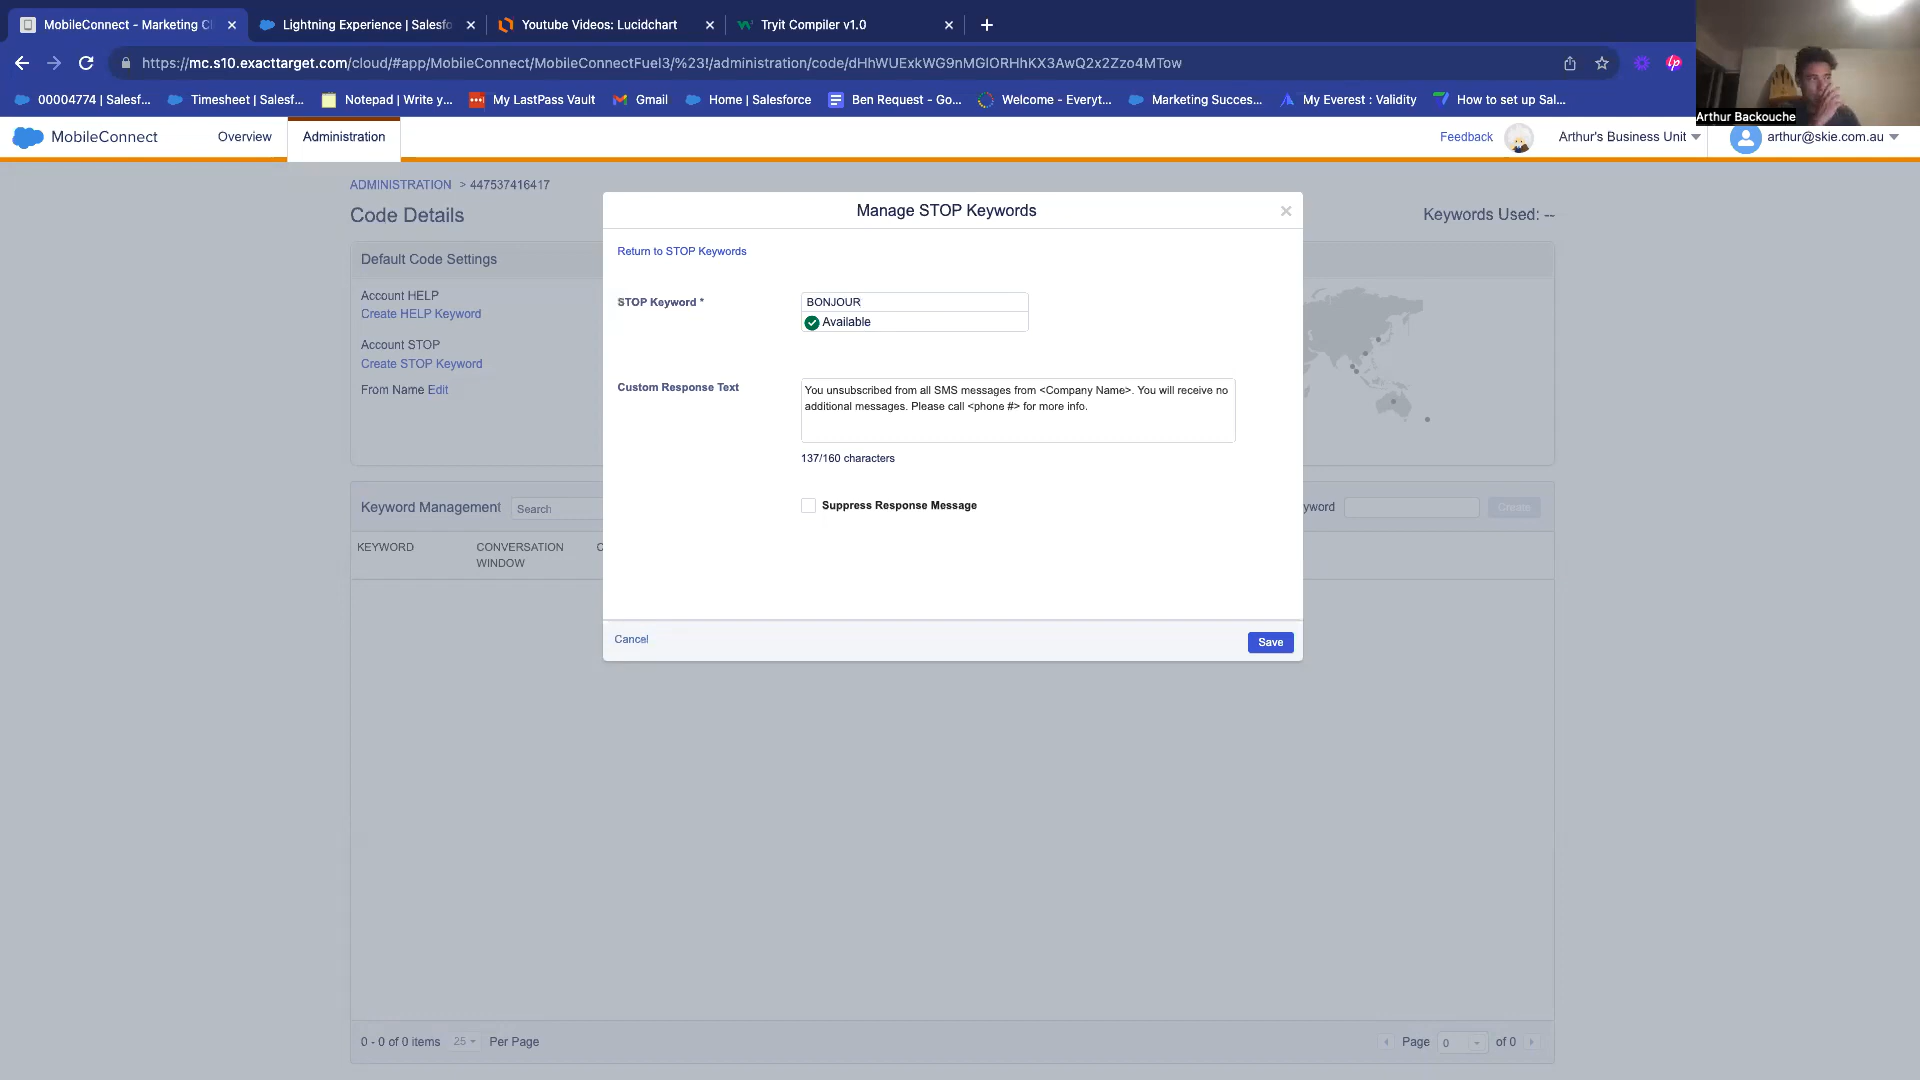 MobileConnect - Marketing Cl
Lightning Experience | Salesfo
Youtube Videos: Lucidchart
Tryit Compiler v1.0
https://mc.s10.exacttarget.com/cloud/#app/MobileConnect/MobileConnectFuel3/%23!/administration/code/dHhWUExkWG9nMGlORHhKX3AwQ2x2Zzo4MTow
00004774 | Salesf...
Timesheet | Salesf...
Notepad | Write y...
My LastPass Vault
Gmail
Home | Salesforce
Ben Request - Go...
Welcome - Everyt...
Marketing Succes...
My Everest : Validity
How to set up Sal...
Arthur Backouche
MobileConnect
Overview
Administration
Feedback
Arthur's Business Unit
arthur@skie.com.au
ADMINISTRATION > 447537416417
Code Details
Keywords Used: --
Default Code Settings
Account HELP
Create HELP Keyword
Account STOP
Create STOP Keyword
From Name Edit
Manage STOP Keywords
Return to STOP Keywords
STOP Keyword *
BONJOUR
Available
Custom Response Text
You unsubscribed from all SMS messages from <Company Name>. You will receive no
additional messages. Please call <phone #> for more info.
137/160 characters
Suppress Response Message
Cancel
Save
Keyword Management
Search
yword
Create
KEYWORD
CONVERSATION
WINDOW
C
0 - 0 of 0 items
25
Per Page
Page
0
of 0